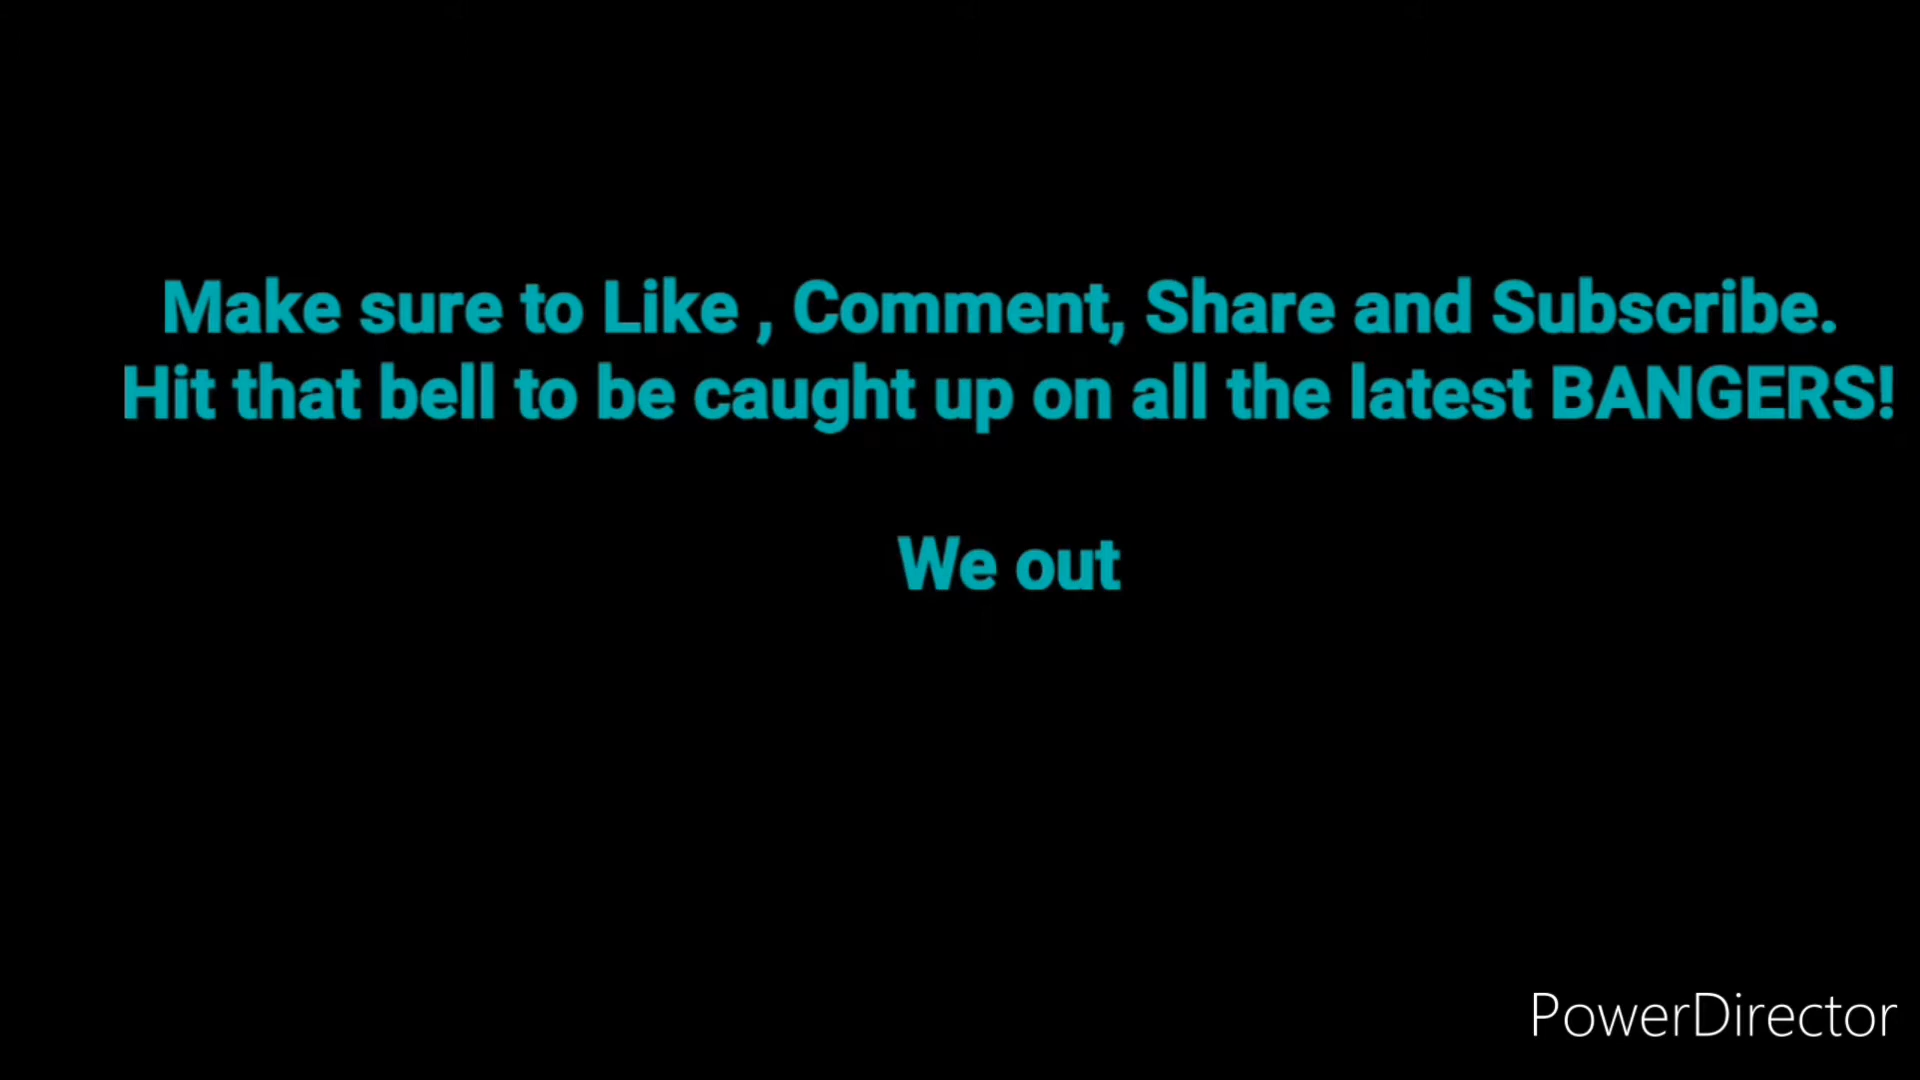 Make sure to Like , Comment, Share and Subscribe.
Hit that bell to be caught up on all the latest BANGERS!
We out
PowerDirector